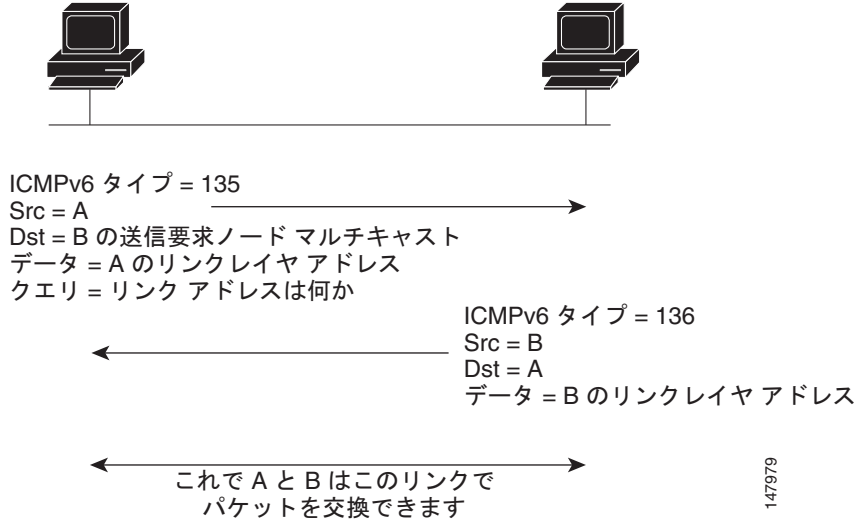 ICMPv6 タイプ = 135
Src = A
Dst = B の送信要求ノード マルチキャスト
データ = A のリンクレイヤ アドレス
クエリ = リンク アドレスは何か
ICMPv6 タイプ = 136
Src = B
Dst = A
データ = B のリンクレイヤ アドレス
これで A と B はこのリンクで
パケットを交換できます
147979